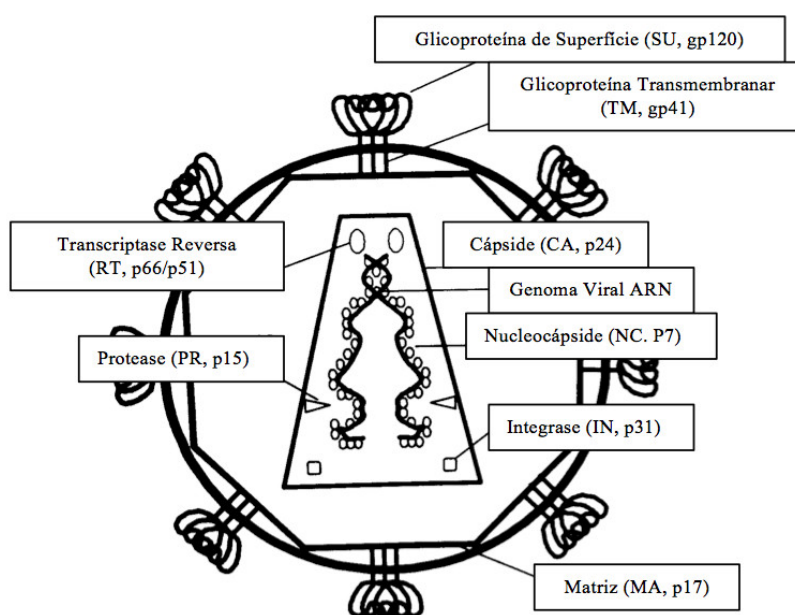 Glicoproteína de Superfície (SU, gp120)
Glicoproteína Transmembranar
(TM, gp41)
Transcriptase Reversa
(RT, p66/p51)
Cápside (CA, p24)
Genoma Viral ARN
Nucleocápside (NC. P7)
Protease (PR, p15)
Integrase (IN, p31)
Matriz (MA, p17)